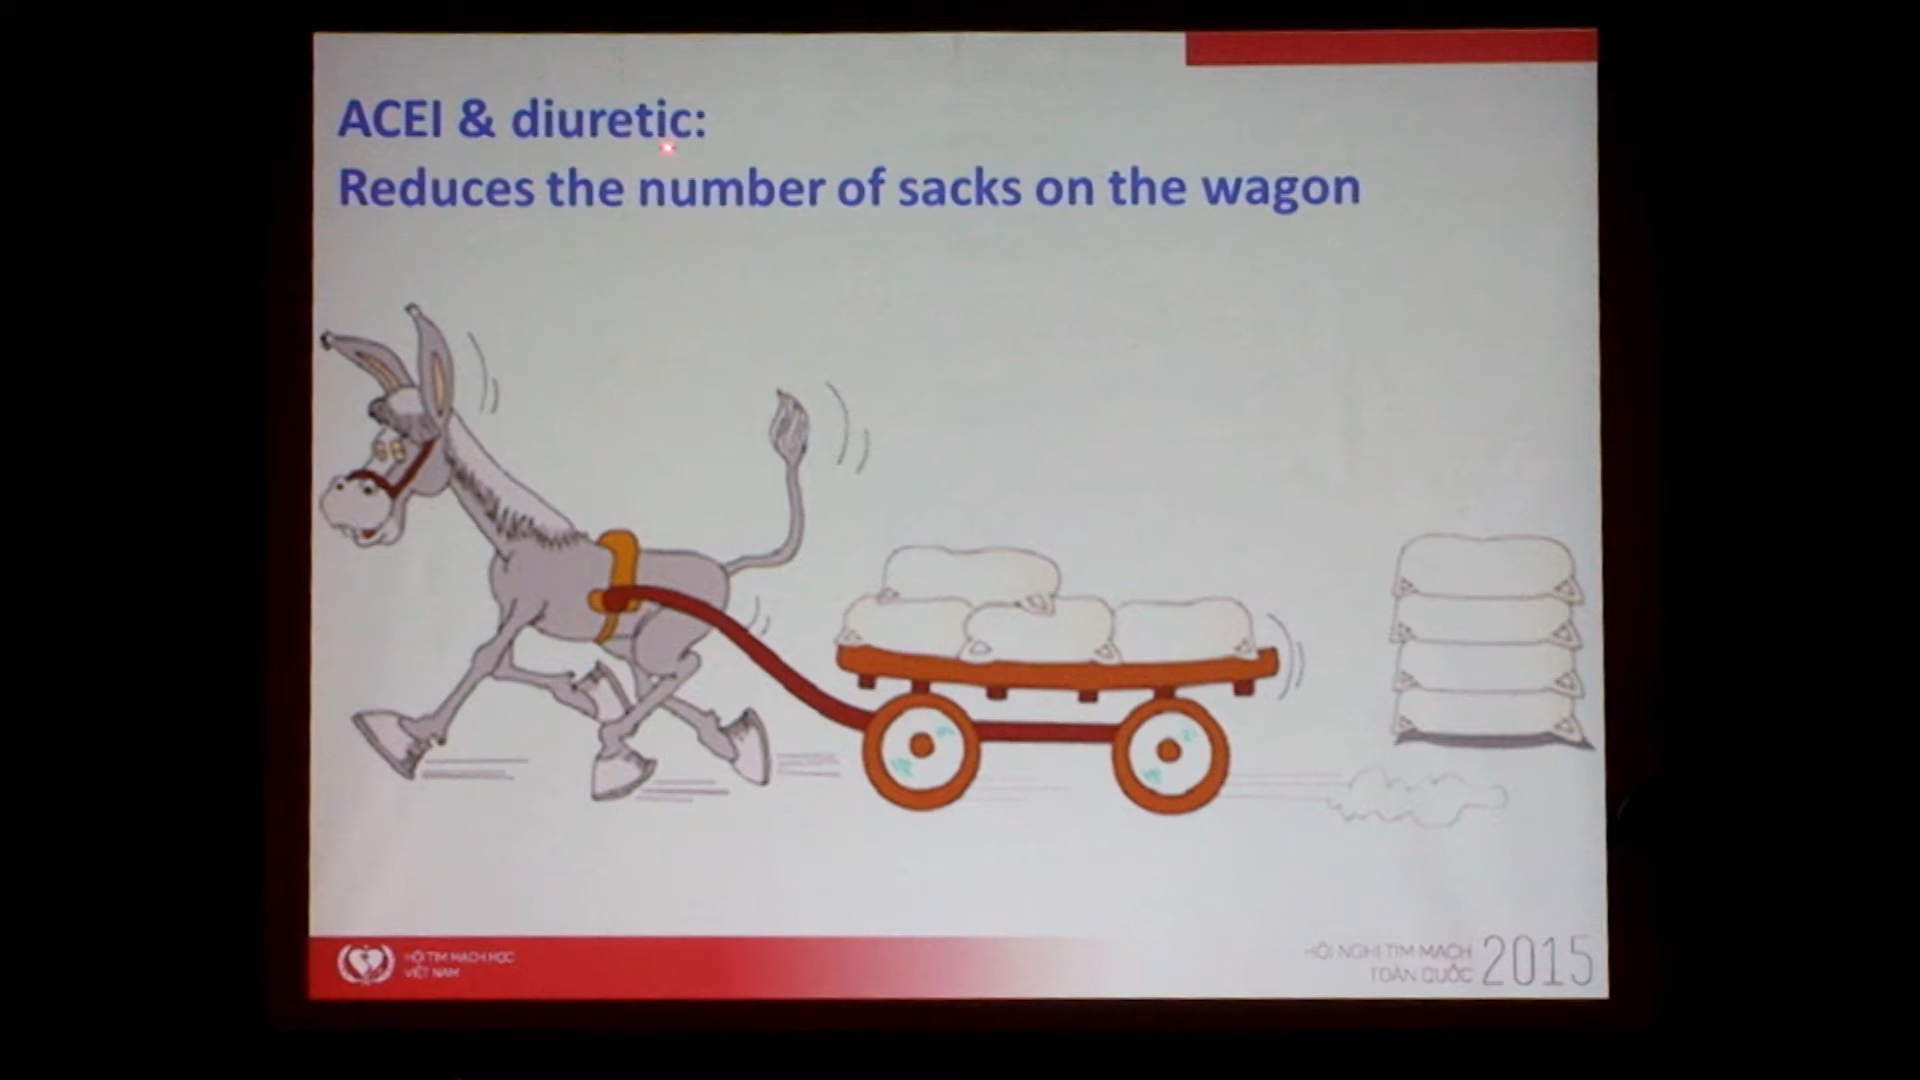 ACEI & diuretic:
Reduces the number of sacks on the wagon
HỘI TIM MẠCH HỌC
VIỆT NAM
HỘI NGHỊ TIM MẠCH
TOÀN QUỐC 2015